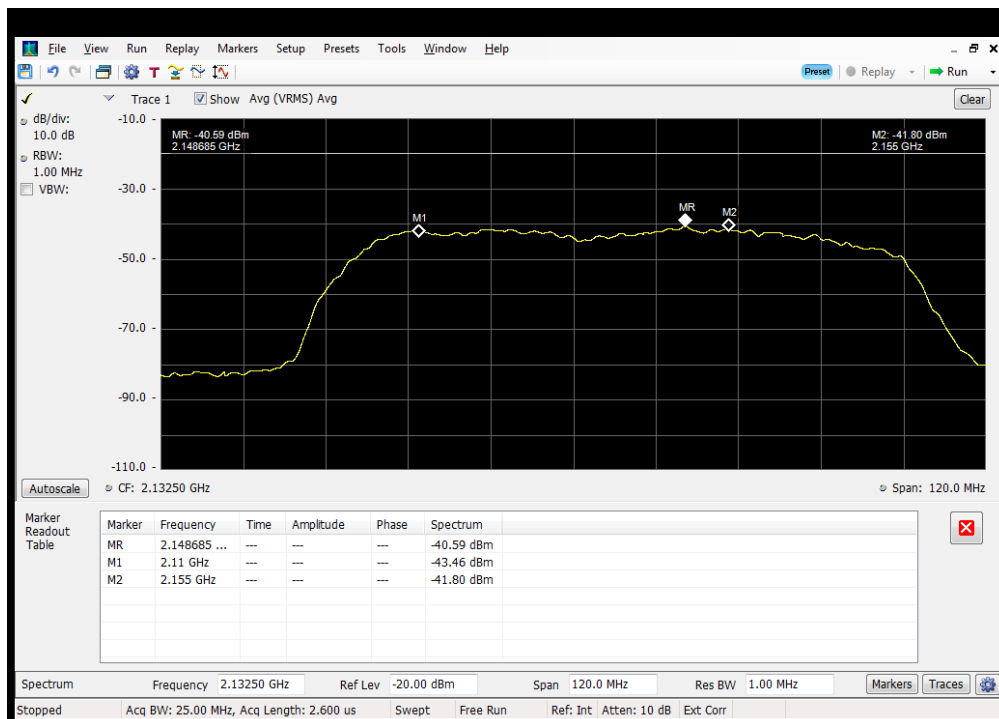 File View Run Replay Markers Setup Presets Tools Window Help
T Preset Replay Run
Trace 1 Show Avg (VRMS) Avg Clear
dB/div:
10.0 dB
RBW:
1.00 MHz
VBW:
-10.0
-30.0
-50.0
-70.0
-90.0
-110.0
MR: -40.59 dBm
2.148685 GHz
M2: -41.80 dBm
2.155 GHz
M1
MR
M2
Autoscale CF: 2.13250 GHz Span: 120.0 MHz
Marker
Readout
Table
Marker Frequency Time Amplitude Phase Spectrum
MR 2.148685 ... --- --- --- -40.59 dBm
M1 2.11 GHz --- --- --- -43.46 dBm
M2 2.155 GHz --- --- --- -41.80 dBm
Spectrum Frequency 2.13250 GHz Ref Lev -20.00 dBm Span 120.0 MHz Res BW 1.00 MHz Markers Traces
Stopped Acq BW: 25.00 MHz, Acq Length: 2.600 us Swept Free Run Ref: Int Atten: 10 dB Ext Corr